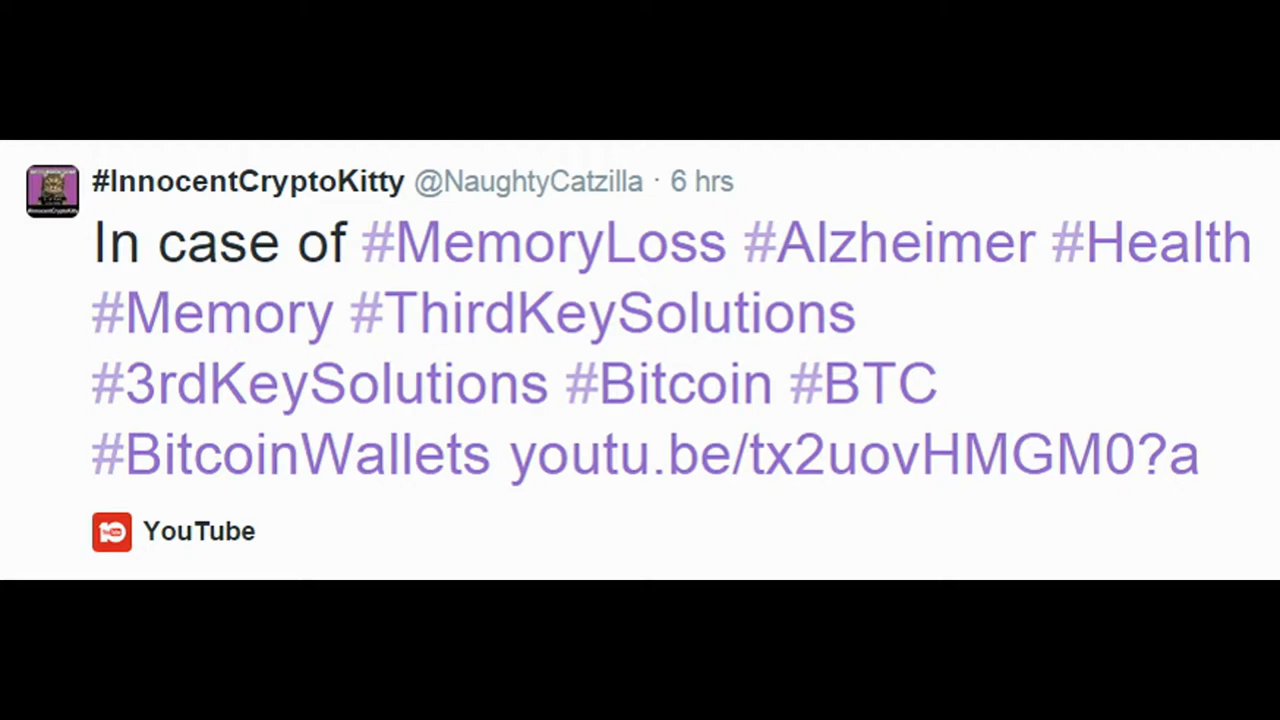 #InnocentCryptoKitty @NaughtyCatzilla · 6 hrs
In case of #MemoryLoss #Alzheimer #Health
#Memory #ThirdKeySolutions
#3rdKeySolutions #Bitcoin #BTC
#BitcoinWallets youtu.be/tx2uovHMGM0?a
YouTube